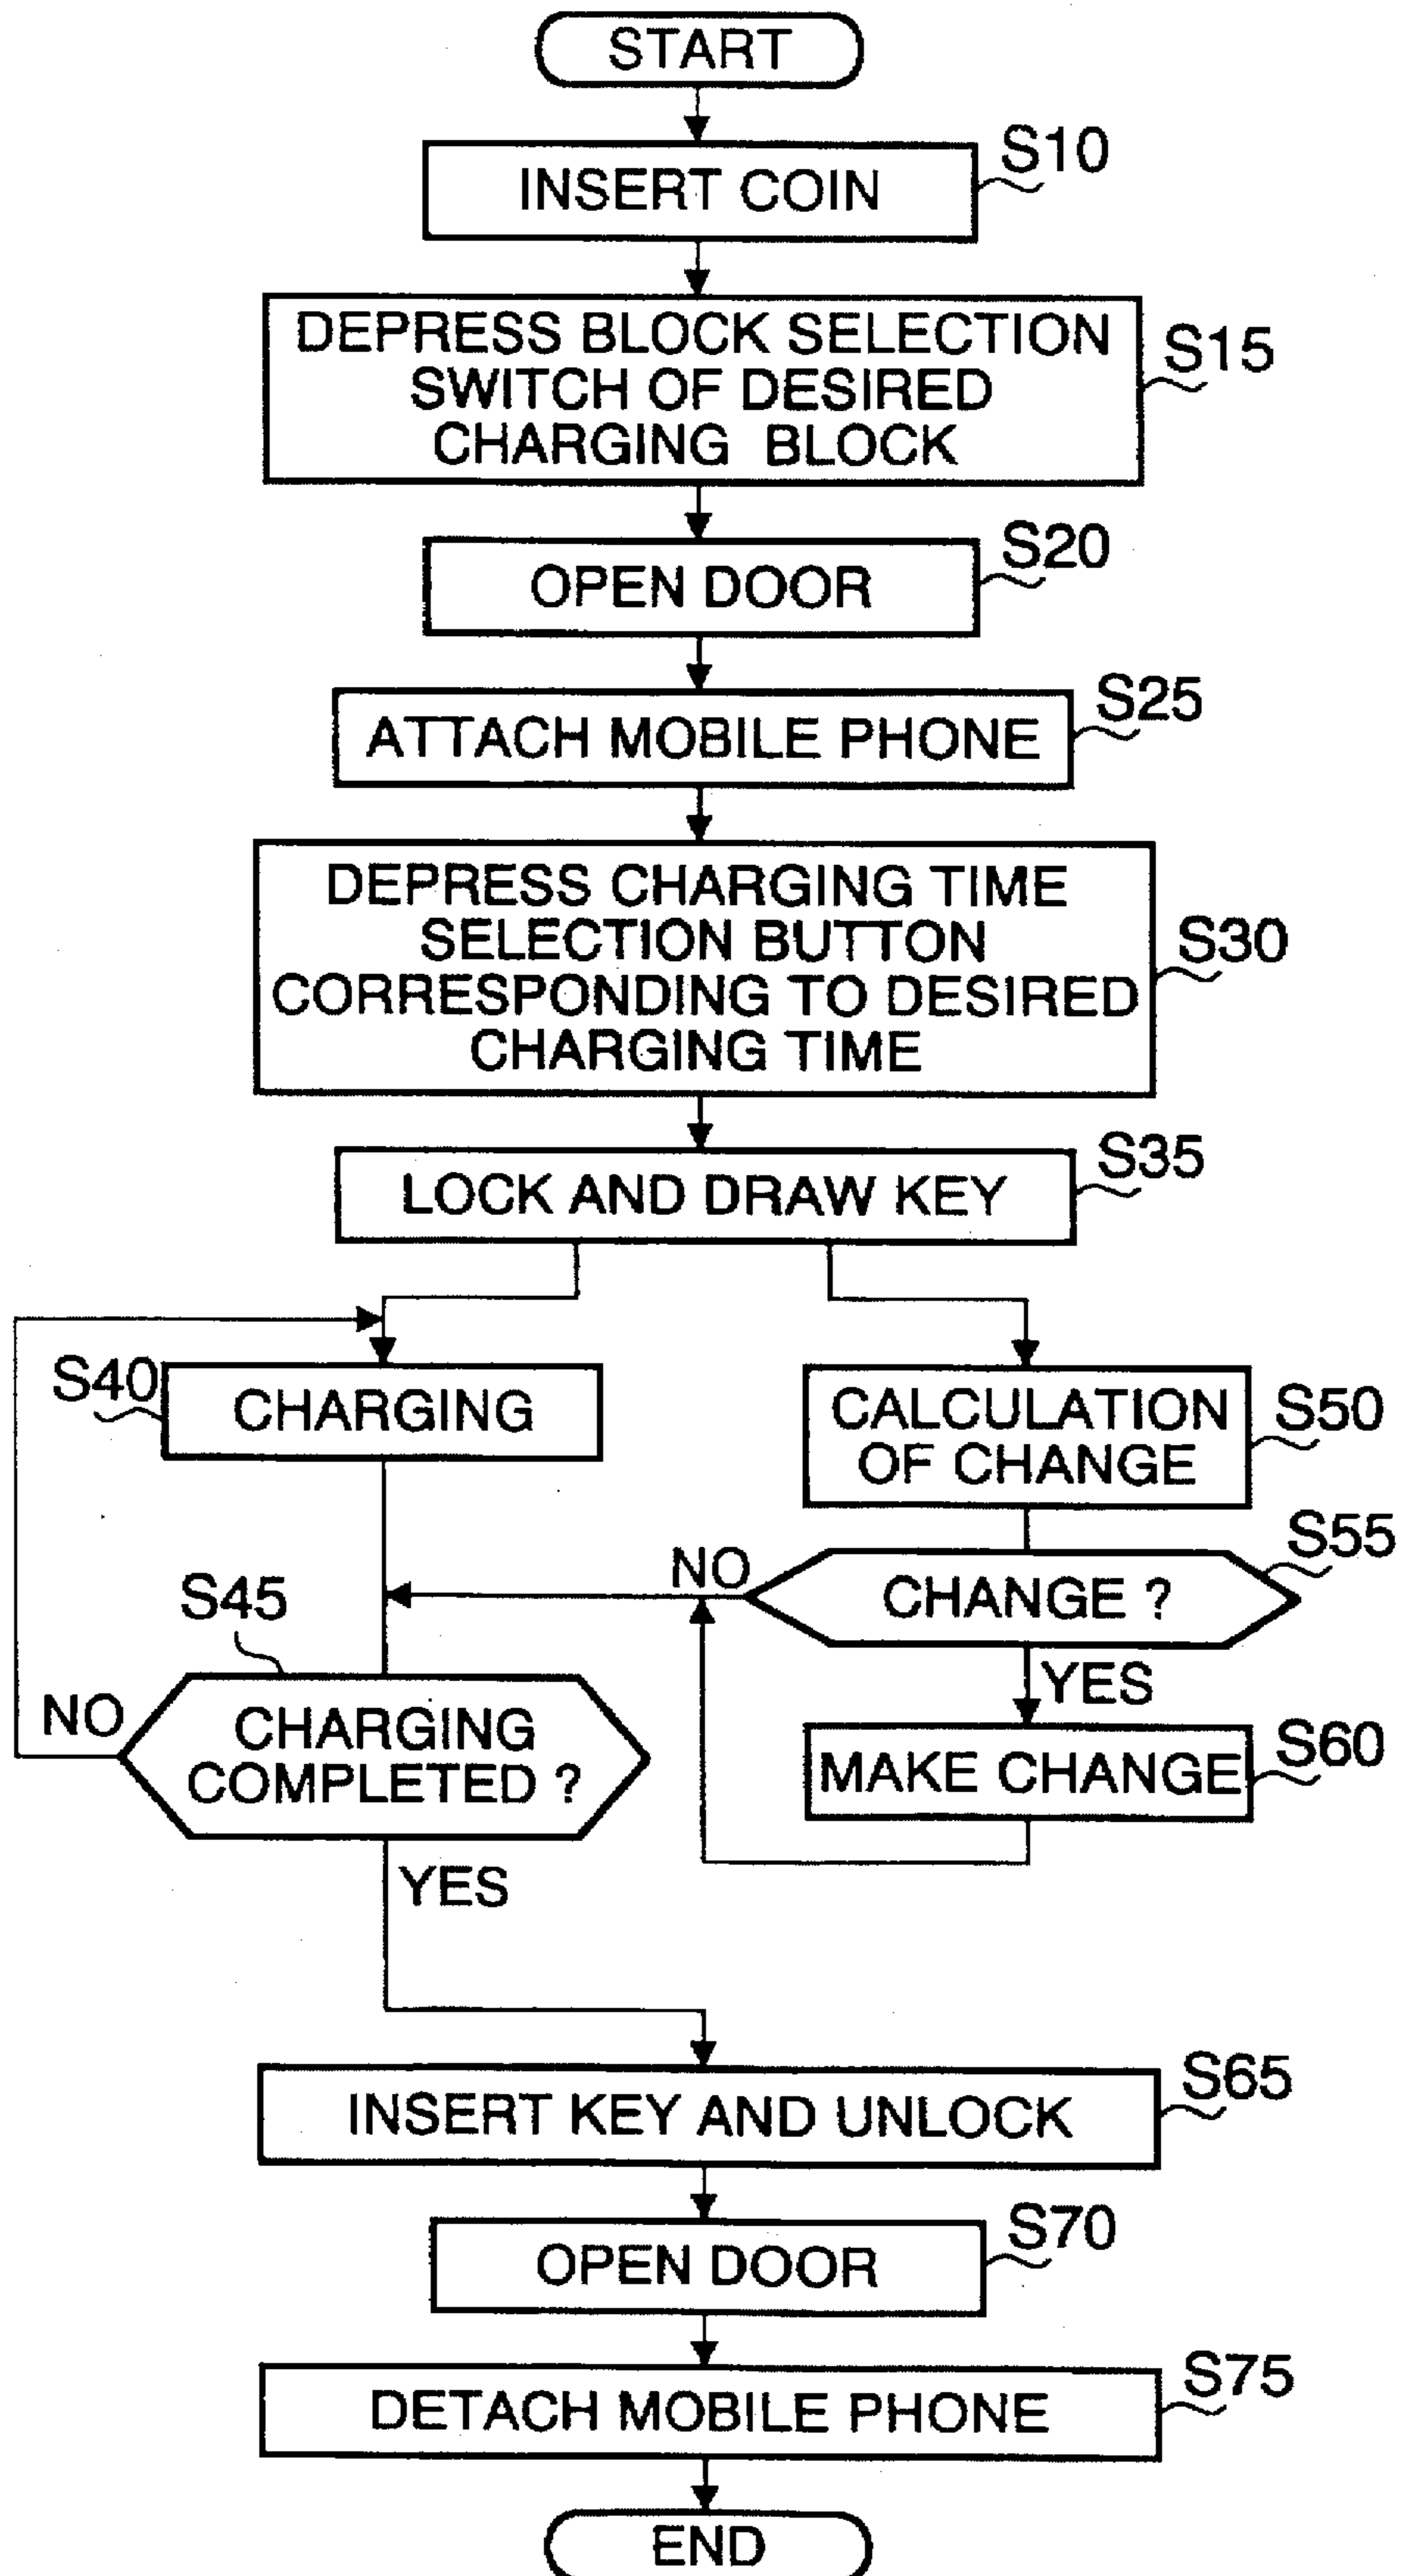 START
INSERT COIN
S10
DEPRESS BLOCK SELECTION
SWITCH OF DESIRED
CHARGING BLOCK
S15
OPEN DOOR
S20
ATTACH MOBILE PHONE
S25
DEPRESS CHARGING TIME
SELECTION BUTTON
CORRESPONDING TO DESIRED
CHARGING TIME
S30
LOCK AND DRAW KEY
S35
S40
CHARGING
CALCULATION
OF CHANGE
S50
S55
NO
CHANGE ?
S45
YES
NO
CHARGING
COMPLETED ?
MAKE CHANGE
S60
YES
INSERT KEY AND UNLOCK
S65
OPEN DOOR
S70
DETACH MOBILE PHONE
S75
END